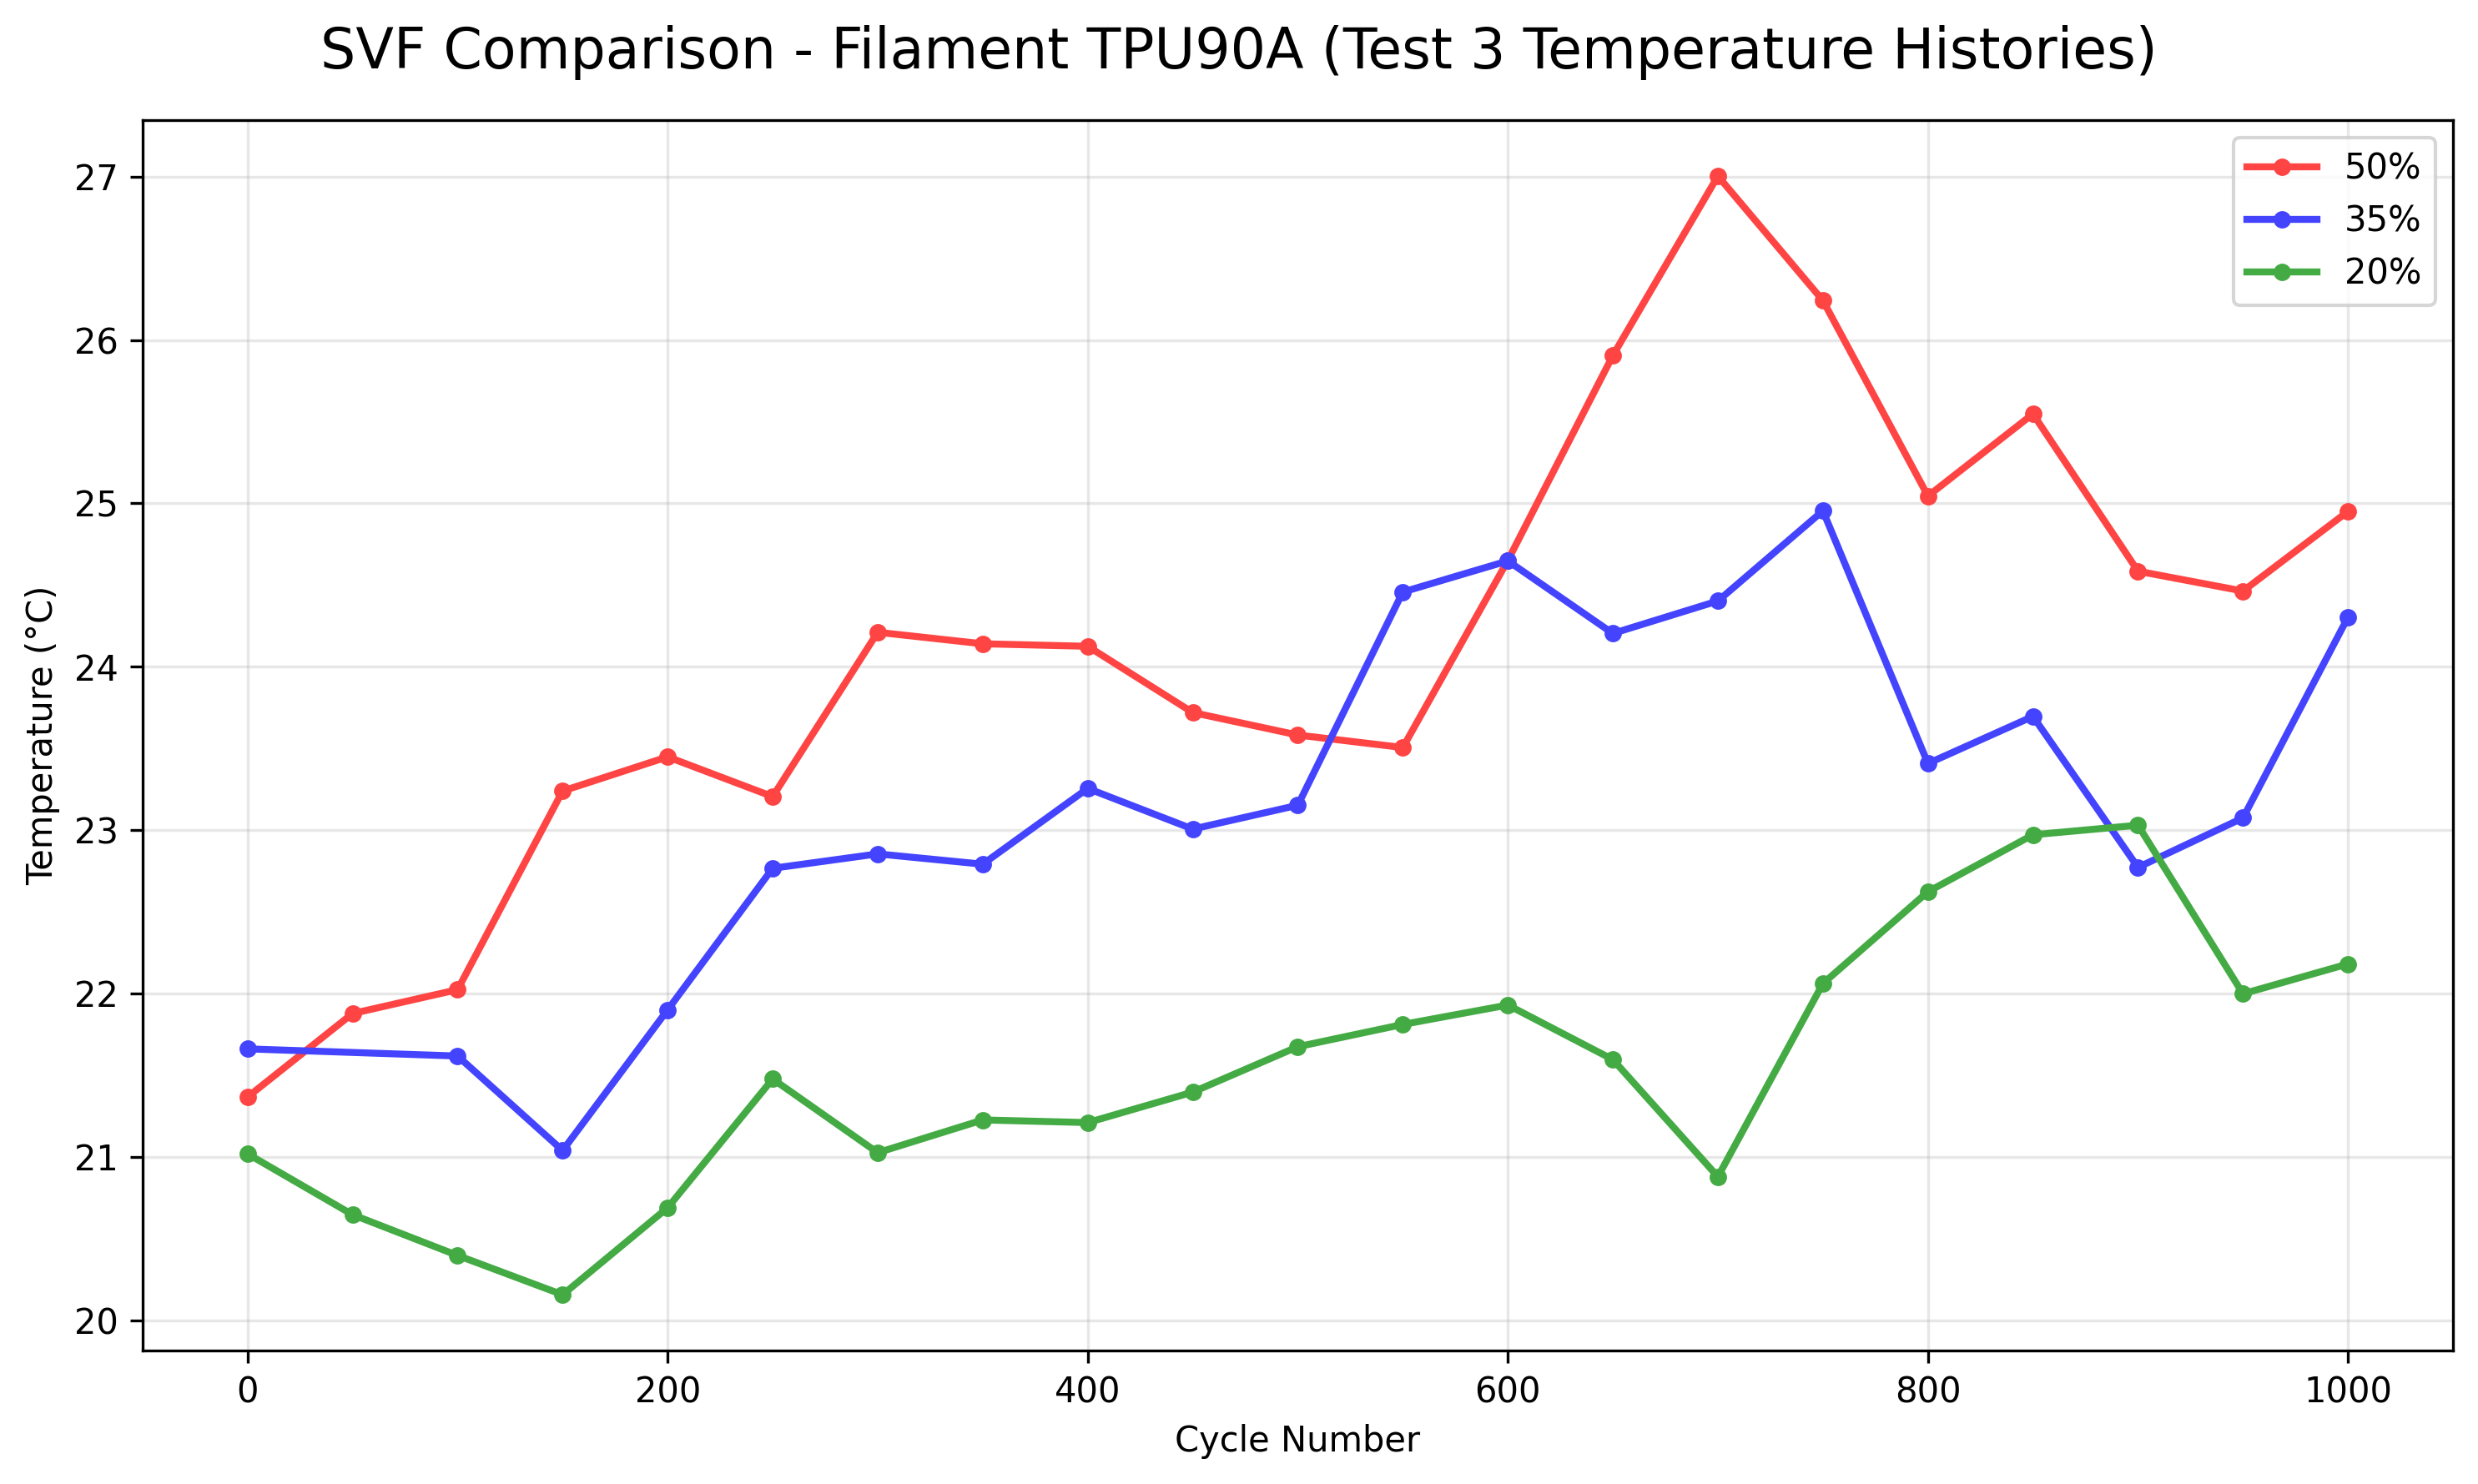 SVF Comparison - Filament TPU90A (Test 3 Temperature Histories)
50%
35%
20%
27
26
25
24
23
22
21
20
Temperature (°C)
0 200 400 600 800 1000
Cycle Number